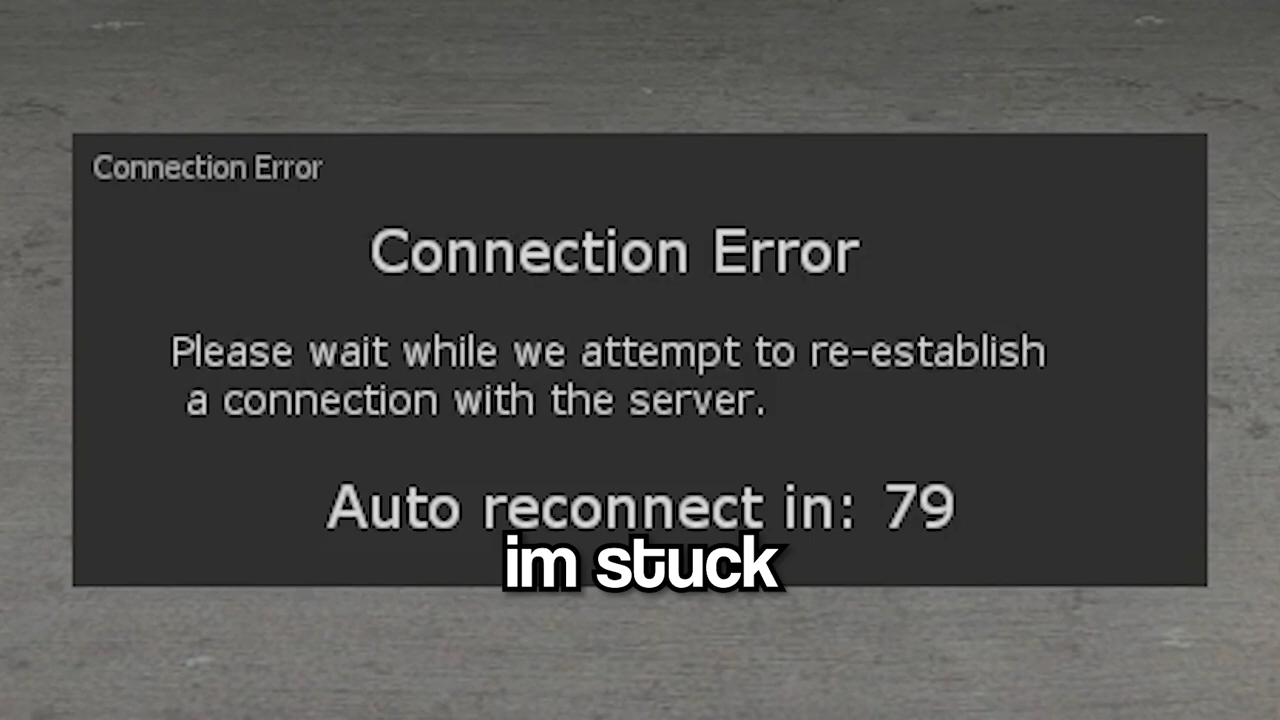 Connection Error
Connection Error
Please wait while we attempt to re-establish
a connection with the server.
Auto reconnect in: 79
im stuck